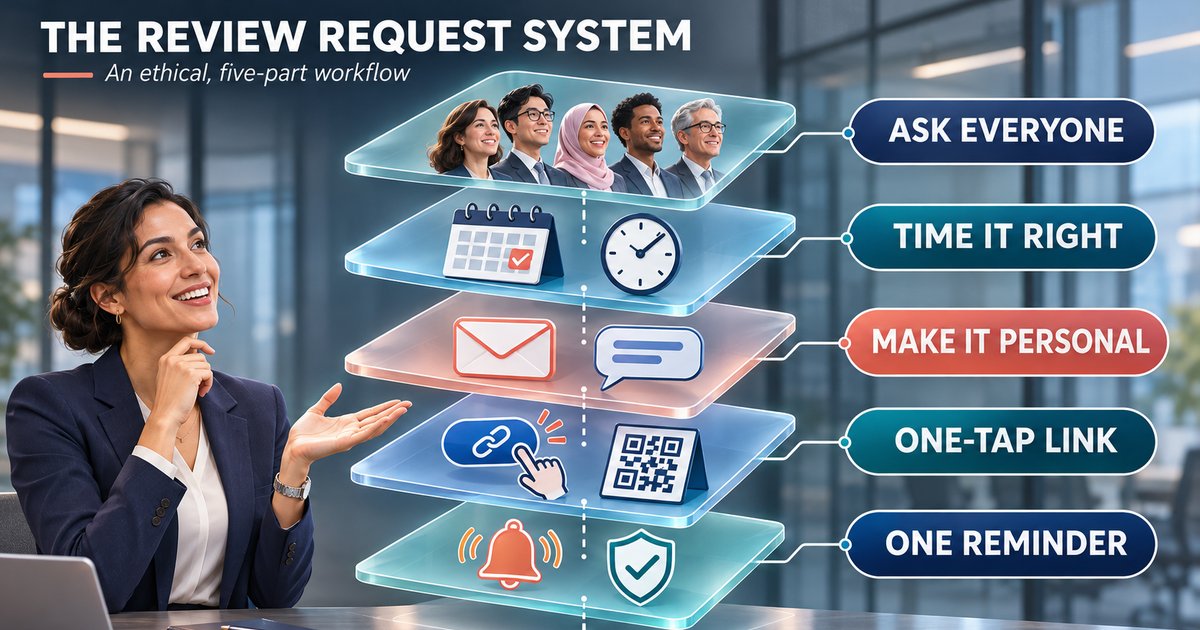 THE REVIEW REQUEST SYSTEM
An ethical, five-part workflow
ASK EVERYONE
TIME IT RIGHT
MAKE IT PERSONAL
ONE-TAP LINK
ONE REMINDER